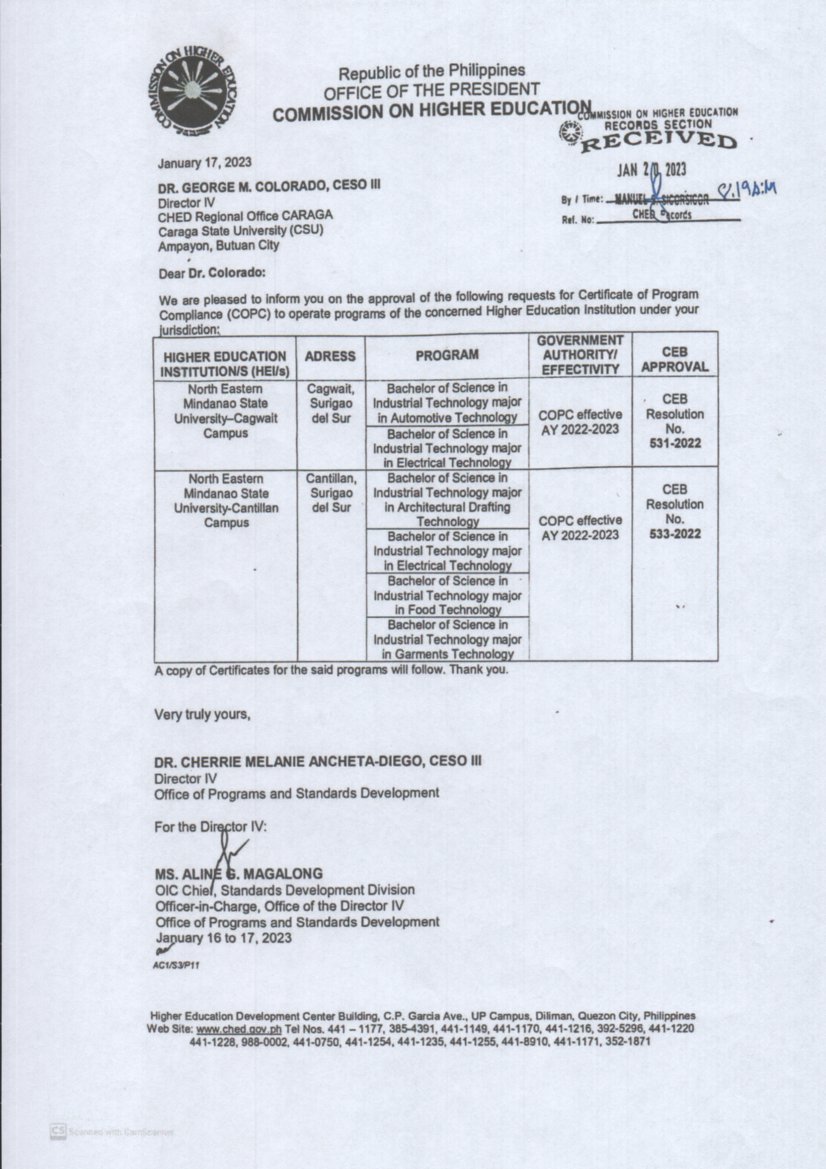 COMMISSION ON HIGHER EDUCATION
Republic of the Philippines
OFFICE OF THE PRESIDENT
COMMISSION ON HIGHER EDUCATION
COMMISSION ON HIGHER EDUCATION
RECORDS SECTION
RECEIVED
JAN 20 2023
By / Time: MANUEL SICORSICOR 8:19AM
Ref. No: CHED Records
January 17, 2023
DR. GEORGE M. COLORADO, CESO III
Director IV
CHED Regional Office CARAGA
Caraga State University (CSU)
Ampayon, Butuan City
Dear Dr. Colorado:
We are pleased to inform you on the approval of the following requests for Certificate of Program
Compliance (COPC) to operate programs of the concerned Higher Education Institution under your
jurisdiction:
HIGHER EDUCATION
INSTITUTION/S (HEI/s)
ADRESS
PROGRAM
GOVERNMENT
AUTHORITY/
EFFECTIVITY
CEB
APPROVAL
North Eastern
Mindanao State
University–Cagwait
Campus
Cagwait,
Surigao
del Sur
Bachelor of Science in
Industrial Technology major
in Automotive Technology
Bachelor of Science in
Industrial Technology major
in Electrical Technology
COPC effective
AY 2022-2023
CEB
Resolution
No.
531-2022
North Eastern
Mindanao State
University-Cantillan
Campus
Cantillan,
Surigao
del Sur
Bachelor of Science in
Industrial Technology major
in Architectural Drafting
Technology
Bachelor of Science in
Industrial Technology major
in Electrical Technology
Bachelor of Science in
Industrial Technology major
in Food Technology
Bachelor of Science in
Industrial Technology major
in Garments Technology
COPC effective
AY 2022-2023
CEB
Resolution
No.
533-2022
A copy of Certificates for the said programs will follow. Thank you.
Very truly yours,
DR. CHERRIE MELANIE ANCHETA-DIEGO, CESO III
Director IV
Office of Programs and Standards Development
For the Director IV:
MS. ALINE G. MAGALONG
OIC Chief, Standards Development Division
Officer-in-Charge, Office of the Director IV
Office of Programs and Standards Development
January 16 to 17, 2023
AC1/S3/P11
Higher Education Development Center Building, C.P. Garcia Ave., UP Campus, Diliman, Quezon City, Philippines
Web Site: www.ched.gov.ph Tel Nos. 441 – 1177, 385-4391, 441-1149, 441-1170, 441-1216, 392-5296, 441-1220
441-1228, 988-0002, 441-0750, 441-1254, 441-1235, 441-1255, 441-8910, 441-1171, 352-1871
CS Scanned with CamScanner